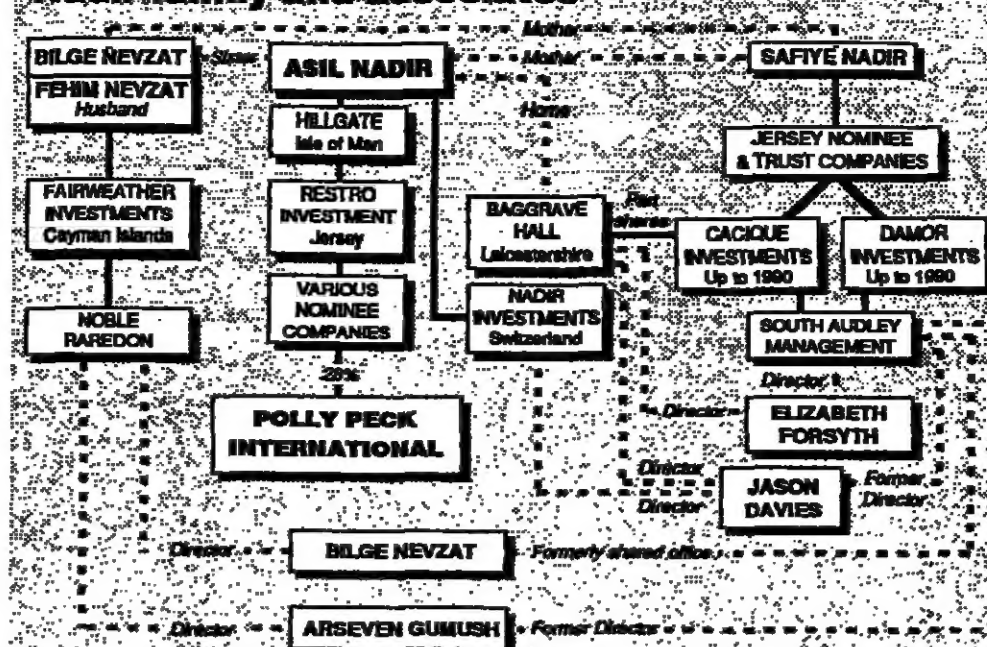 Mother
BILGE NEVZAT
Sister
ASIL NADIR
Mother
SAFIYE NADIR
FEHIM NEVZAT
Husband
Home
HILLGATE
Isle of Man
JERSEY NOMINEE
& TRUST COMPANIES
FAIRWEATHER
INVESTMENTS
Cayman Islands
RESTRO
INVESTMENT
Jersey
BAGGRAVE
HALL
Leicestershire
Part
shares
CACIQUE
INVESTMENTS
Up to 1990
DAMOR
INVESTMENTS
Up to 1990
VARIOUS
NOMINEE
COMPANIES
NADIR
INVESTMENTS
Switzerland
NOBLE
RAREDON
SOUTH AUDLEY
MANAGEMENT
Director
POLLY PECK
INTERNATIONAL
Director
ELIZABETH
FORSYTH
Director
Director
JASON
DAVIES
Former
Director
Director
BILGE NEVZAT
Formerly shared office
Director
ARSEVEN GUMUSH
Former Director